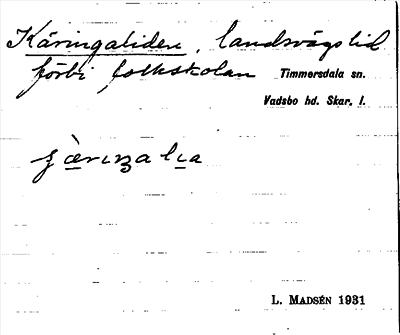 Käringaliden, landsvägslid
förbi folkskolan Timmersdala sn.
Vadsbo hd. Skar. l.
L. MADSÉN 1931